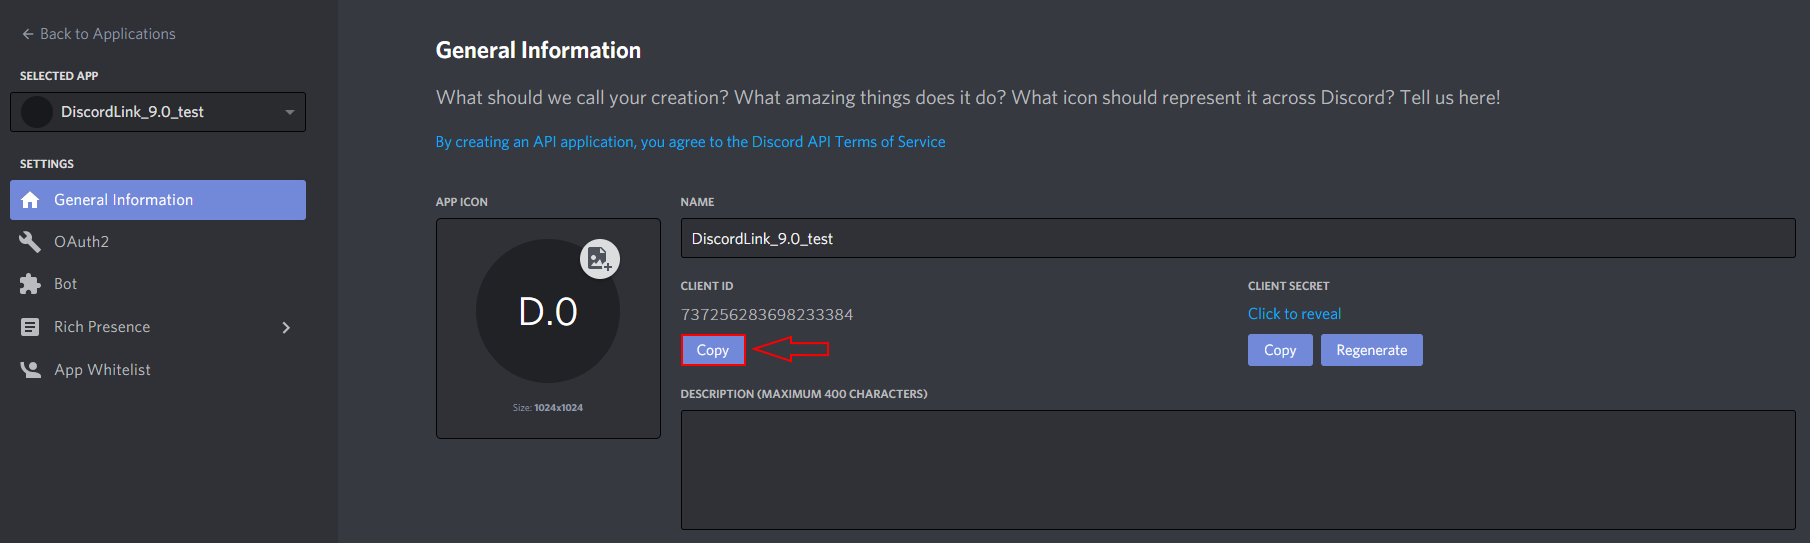 Back to Applications
SELECTED APP
DiscordLink_9.0_test
SETTINGS
General Information
OAuth2
Bot
Rich Presence
App Whitelist
General Information
What should we call your creation? What amazing things does it do? What icon should represent it across Discord? Tell us here!
By creating an API application, you agree to the Discord API Terms of Service
APP ICON
D.0
Size: 1024x1024
NAME
DiscordLink_9.0_test
CLIENT ID
737256283698233384
Copy
CLIENT SECRET
Click to reveal
Copy Regenerate
DESCRIPTION (MAXIMUM 400 CHARACTERS)